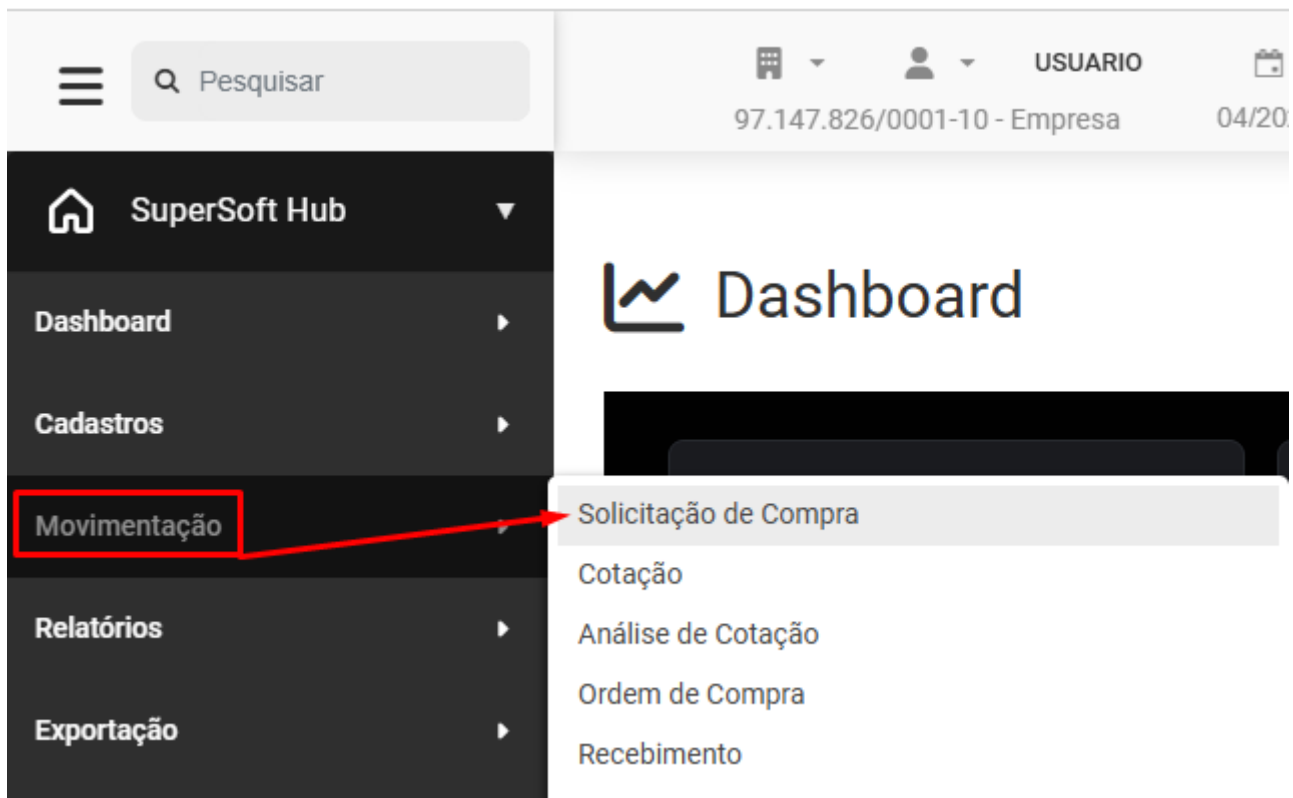 Pesquisar
USUARIO
97.147.826/0001-10 - Empresa
SuperSoft Hub
Dashboard
Cadastros
Movimentação
Relatórios
Exportação
Dashboard
Solicitação de Compra
Cotação
Análise de Cotação
Ordem de Compra
Recebimento